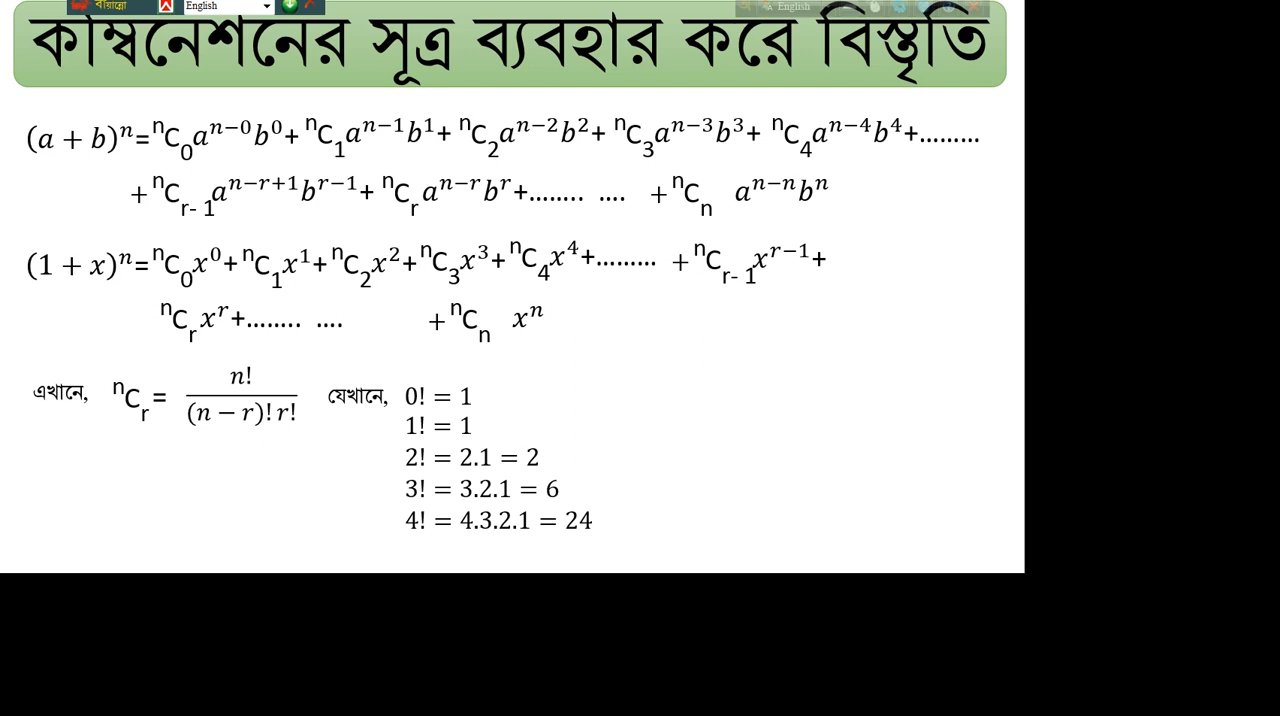 বায়ান্নো English English
কম্বিনেশনের সূত্র ব্যবহার করে বিস্তৃতি
(a + b)ⁿ=ⁿC₀aⁿ⁻⁰b⁰+ ⁿC₁aⁿ⁻¹b¹+ ⁿC₂aⁿ⁻²b²+ ⁿC₃aⁿ⁻³b³+ ⁿC₄aⁿ⁻⁴b⁴+.........
+ⁿCᵣ₋₁aⁿ⁻ʳ⁺¹bʳ⁻¹+ ⁿCᵣaⁿ⁻ʳbʳ+........ .... +ⁿCₙ aⁿ⁻ⁿbⁿ
(1 + x)ⁿ=ⁿC₀x⁰+ⁿC₁x¹+ⁿC₂x²+ⁿC₃x³+ⁿC₄x⁴+......... +ⁿCᵣ₋₁xʳ⁻¹+
ⁿCᵣxʳ+........ .... +ⁿCₙ xⁿ
এখানে, ⁿCᵣ= n!/(n − r)! r! যেখানে, 0! = 1
1! = 1
2! = 2.1 = 2
3! = 3.2.1 = 6
4! = 4.3.2.1 = 24